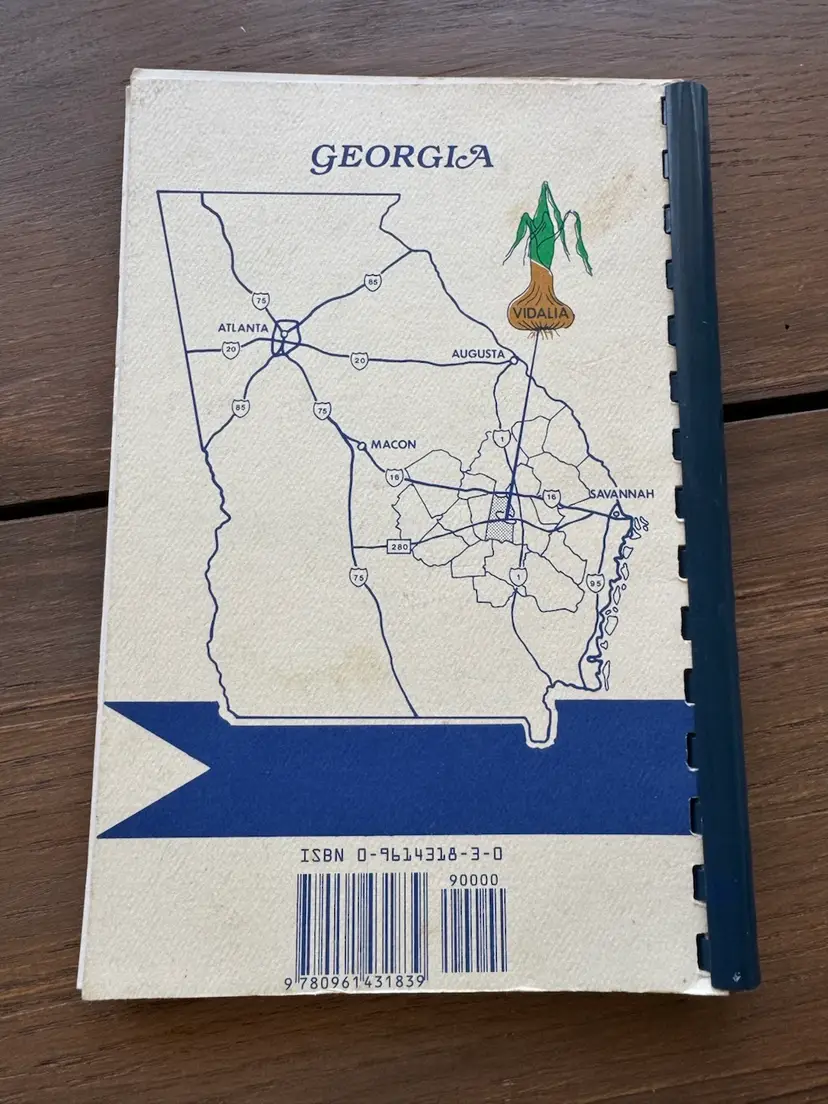 GEORGIA
VIDALIA
75
85
ATLANTA
20
20
AUGUSTA
85
75
1
MACON
16
16
SAVANNAH
280
75
1
95
ISBN 0-9614318-3-0
90000
9 780961 431839